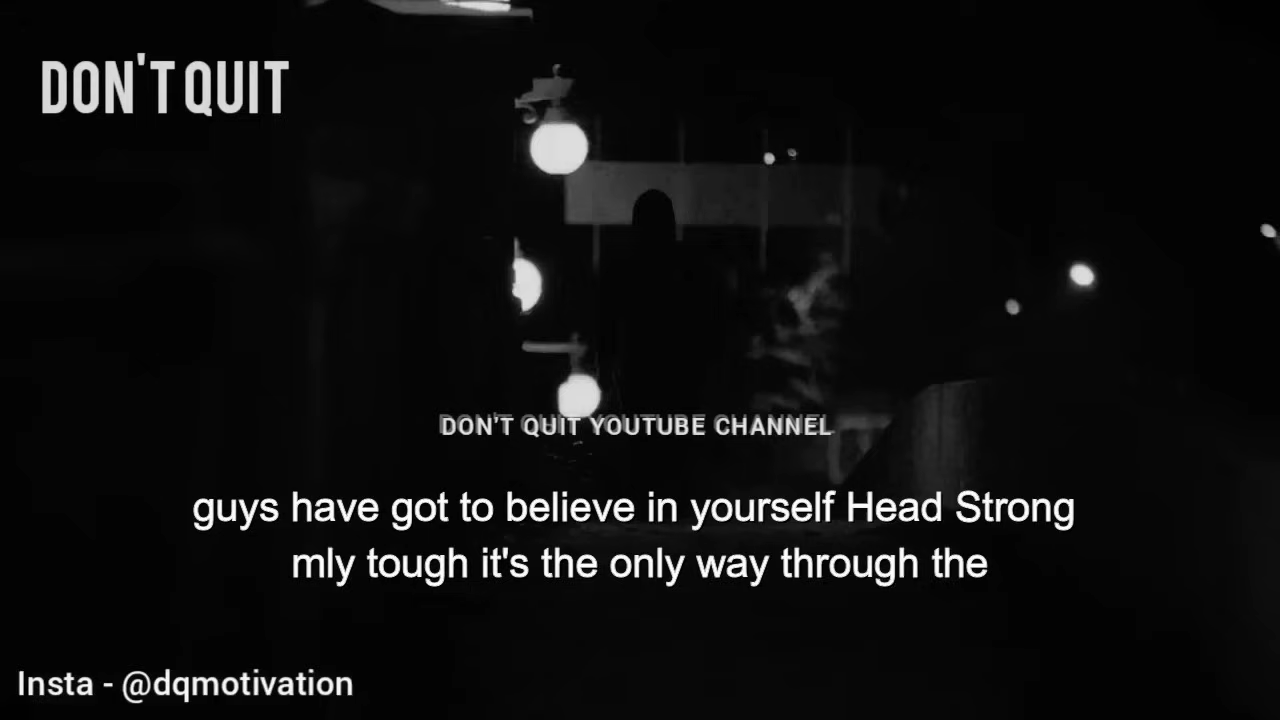 DON'T QUIT
DON'T QUIT YOUTUBE CHANNEL
guys have got to believe in yourself Head Strong
mly tough it's the only way through the
Insta - @dqmotivation